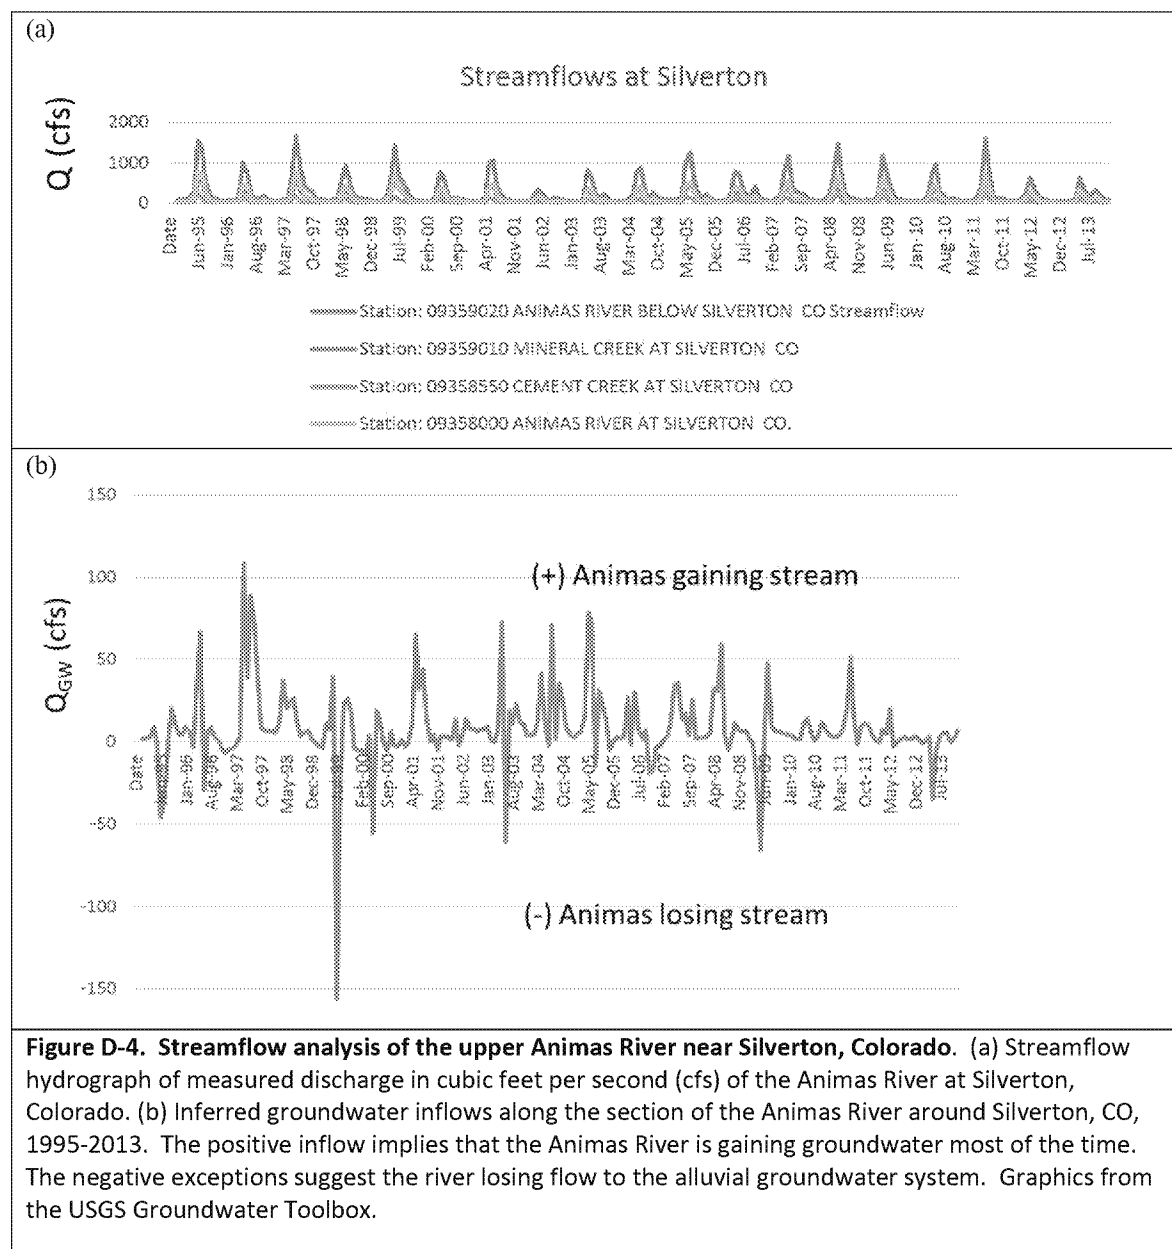 (a)
Streamflows at Silverton
Q (cfs)
2000
1000
0
Date
Jun-95
Jan-96
Aug-96
Mar-97
Oct-97
May-98
Dec-98
Jul-99
Feb-00
Sep-00
Apr-01
Nov-01
Jun-02
Jan-03
Aug-03
Mar-04
Oct-04
May-05
Dec-05
Jul-06
Feb-07
Sep-07
Apr-08
Nov-08
Jun-09
Jan-10
Aug-10
Mar-11
Oct-11
May-12
Dec-12
Jul-13
Station: 09359020 ANIMAS RIVER BELOW SILVERTON CO Streamflow
Station: 09359010 MINERAL CREEK AT SILVERTON CO
Station: 09358550 CEMENT CREEK AT SILVERTON CO
Station: 09358000 ANIMAS RIVER AT SILVERTON CO.
(b)
150
100
50
0
-50
-100
-150
QGW (cfs)
(+) Animas gaining stream
Date
Jan-96
Aug-96
Mar-97
Oct-97
May-98
Dec-98
Feb-00
Sep-00
Apr-01
Nov-01
Jun-02
Jan-03
Aug-03
Mar-04
Oct-04
May-05
Dec-05
Jul-06
Feb-07
Sep-07
Apr-08
Nov-08
Jun-09
Jan-10
Aug-10
Mar-11
Oct-11
May-12
Dec-12
Jul-13
(-) Animas losing stream
Figure D-4. Streamflow analysis of the upper Animas River near Silverton, Colorado. (a) Streamflow
hydrograph of measured discharge in cubic feet per second (cfs) of the Animas River at Silverton,
Colorado. (b) Inferred groundwater inflows along the section of the Animas River around Silverton, CO,
1995-2013. The positive inflow implies that the Animas River is gaining groundwater most of the time.
The negative exceptions suggest the river losing flow to the alluvial groundwater system. Graphics from
the USGS Groundwater Toolbox.